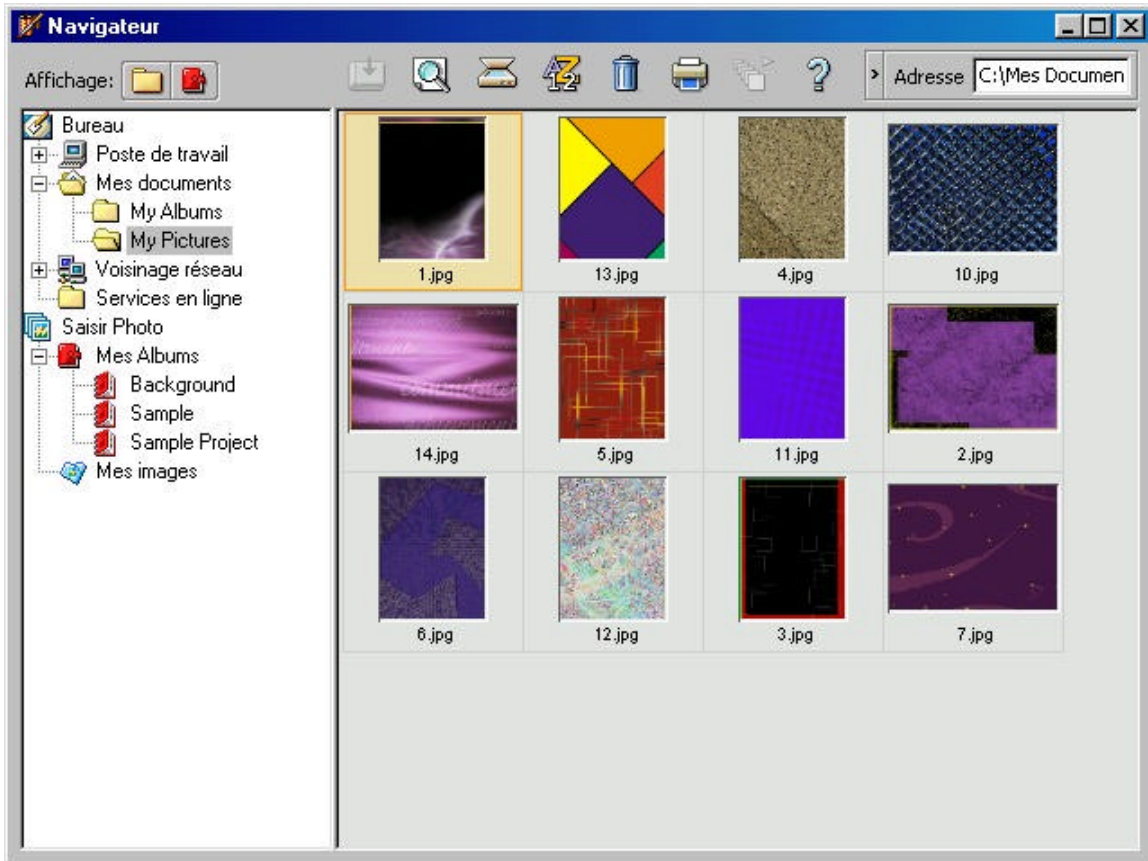 Navigateur
Affichage:
Adresse C:\Mes Documen
Bureau
Poste de travail
Mes documents
My Albums
My Pictures
Voisinage réseau
Services en ligne
Saisir Photo
Mes Albums
Background
Sample
Sample Project
Mes images
1.jpg 13.jpg 4.jpg 10.jpg
14.jpg 5.jpg 11.jpg 2.jpg
6.jpg 12.jpg 3.jpg 7.jpg